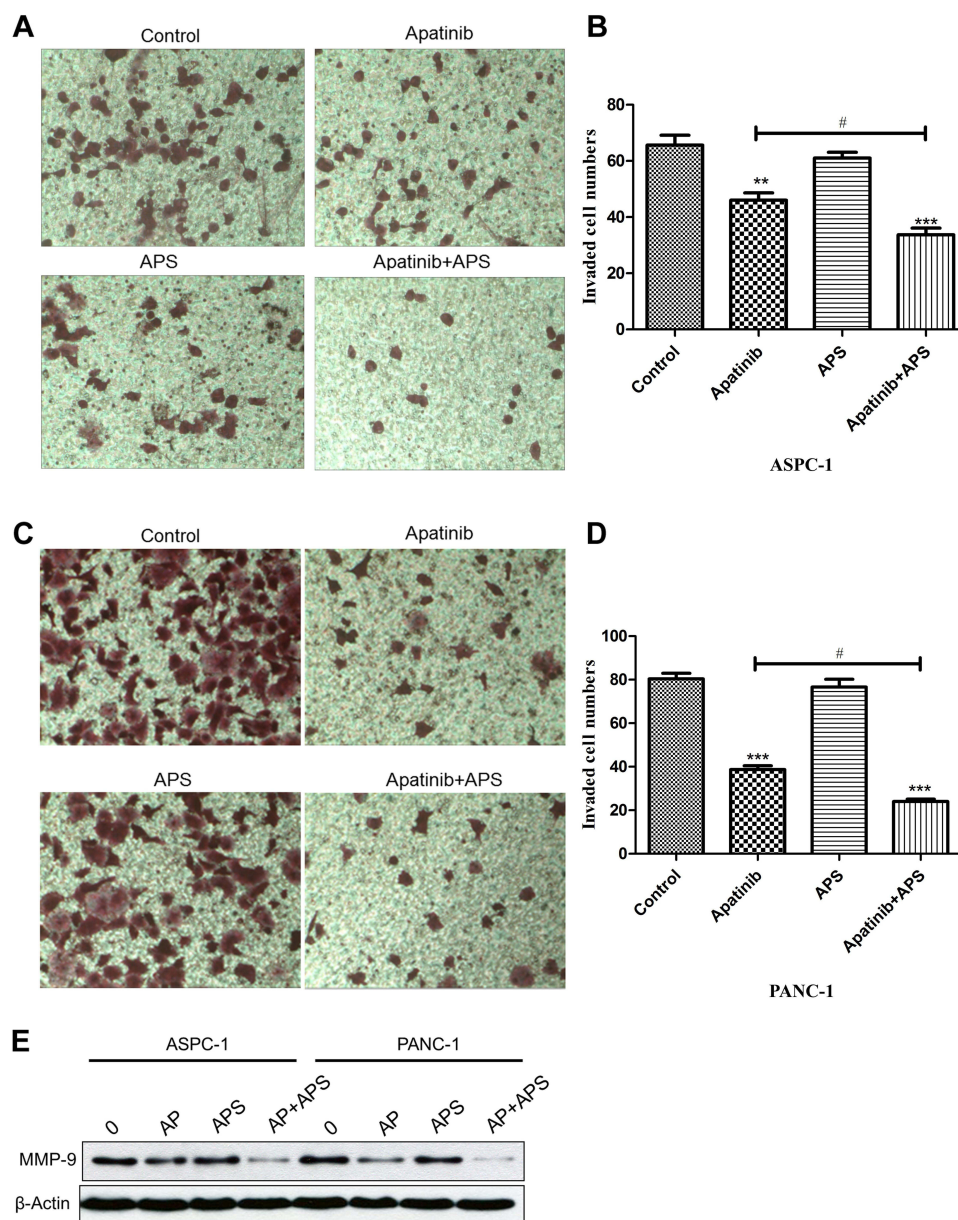 A
Control
Apatinib
APS
Apatinib+APS
B
Invaded cell numbers
80
60
40
20
0
#
**
***
Control
Apatinib
APS
Apatinib+APS
ASPC-1
C
Control
Apatinib
APS
Apatinib+APS
D
Invaded cell numbers
100
80
60
40
20
0
#
***
***
Control
Apatinib
APS
Apatinib+APS
PANC-1
E
ASPC-1
PANC-1
0 AP APS AP+APS 0 AP APS AP+APS
MMP-9
β-Actin